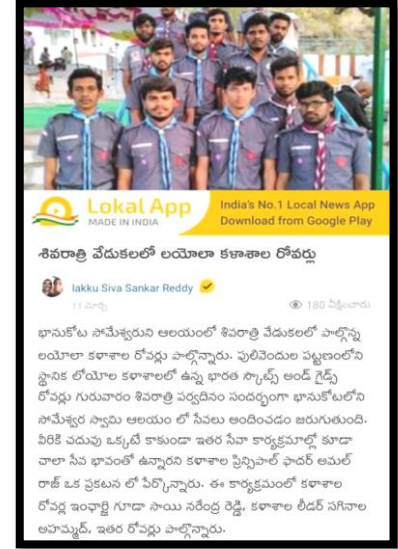 Lokal App
MADE IN INDIA
India's No.1 Local News App
Download from Google Play
శివరాత్రి వేడుకలలో లయోలా కళాశాల రోవర్లు
lakku Siva Sankar Reddy
11 మార్చి
180 వీక్షించారు
భానుకోట సోమేశ్వరుని ఆలయంలో శివరాత్రి వేడుకలలో పాల్గొన్న
లయోలా కళాశాల రోవర్లు పాల్గొన్నారు. పులివెందుల పట్టణంలోని
స్థానిక లోయోల కళాశాలలో ఉన్న భారత స్కౌట్స్ అండ్ గైడ్స్
రోవర్లు గురువారం శివరాత్రి పర్వదినం సందర్భంగా భానుకోటలోని
సోమేశ్వర స్వామి ఆలయం లో సేవలు అందించడం జరుగుతుంది.
వీరికి చదువు ఒక్కటే కాకుండా ఇతర సేవా కార్యక్రమాల్లో కూడా
చాలా సేవ భావంతో ఉన్నారని కళాశాల ప్రిన్సిపాల్ ఫాదర్ అమల్
రాజ్ ఒక ప్రకటన లో పేర్కొన్నారు. ఈ కార్యక్రమంలో కళాశాల
రోవర్ల ఇంఛార్జి గూడా సాయి నరేంద్ర రెడ్డి, కళాశాల లీడర్ సగినాల
అహమ్మద్, ఇతర రోవర్లు పాల్గొన్నారు.